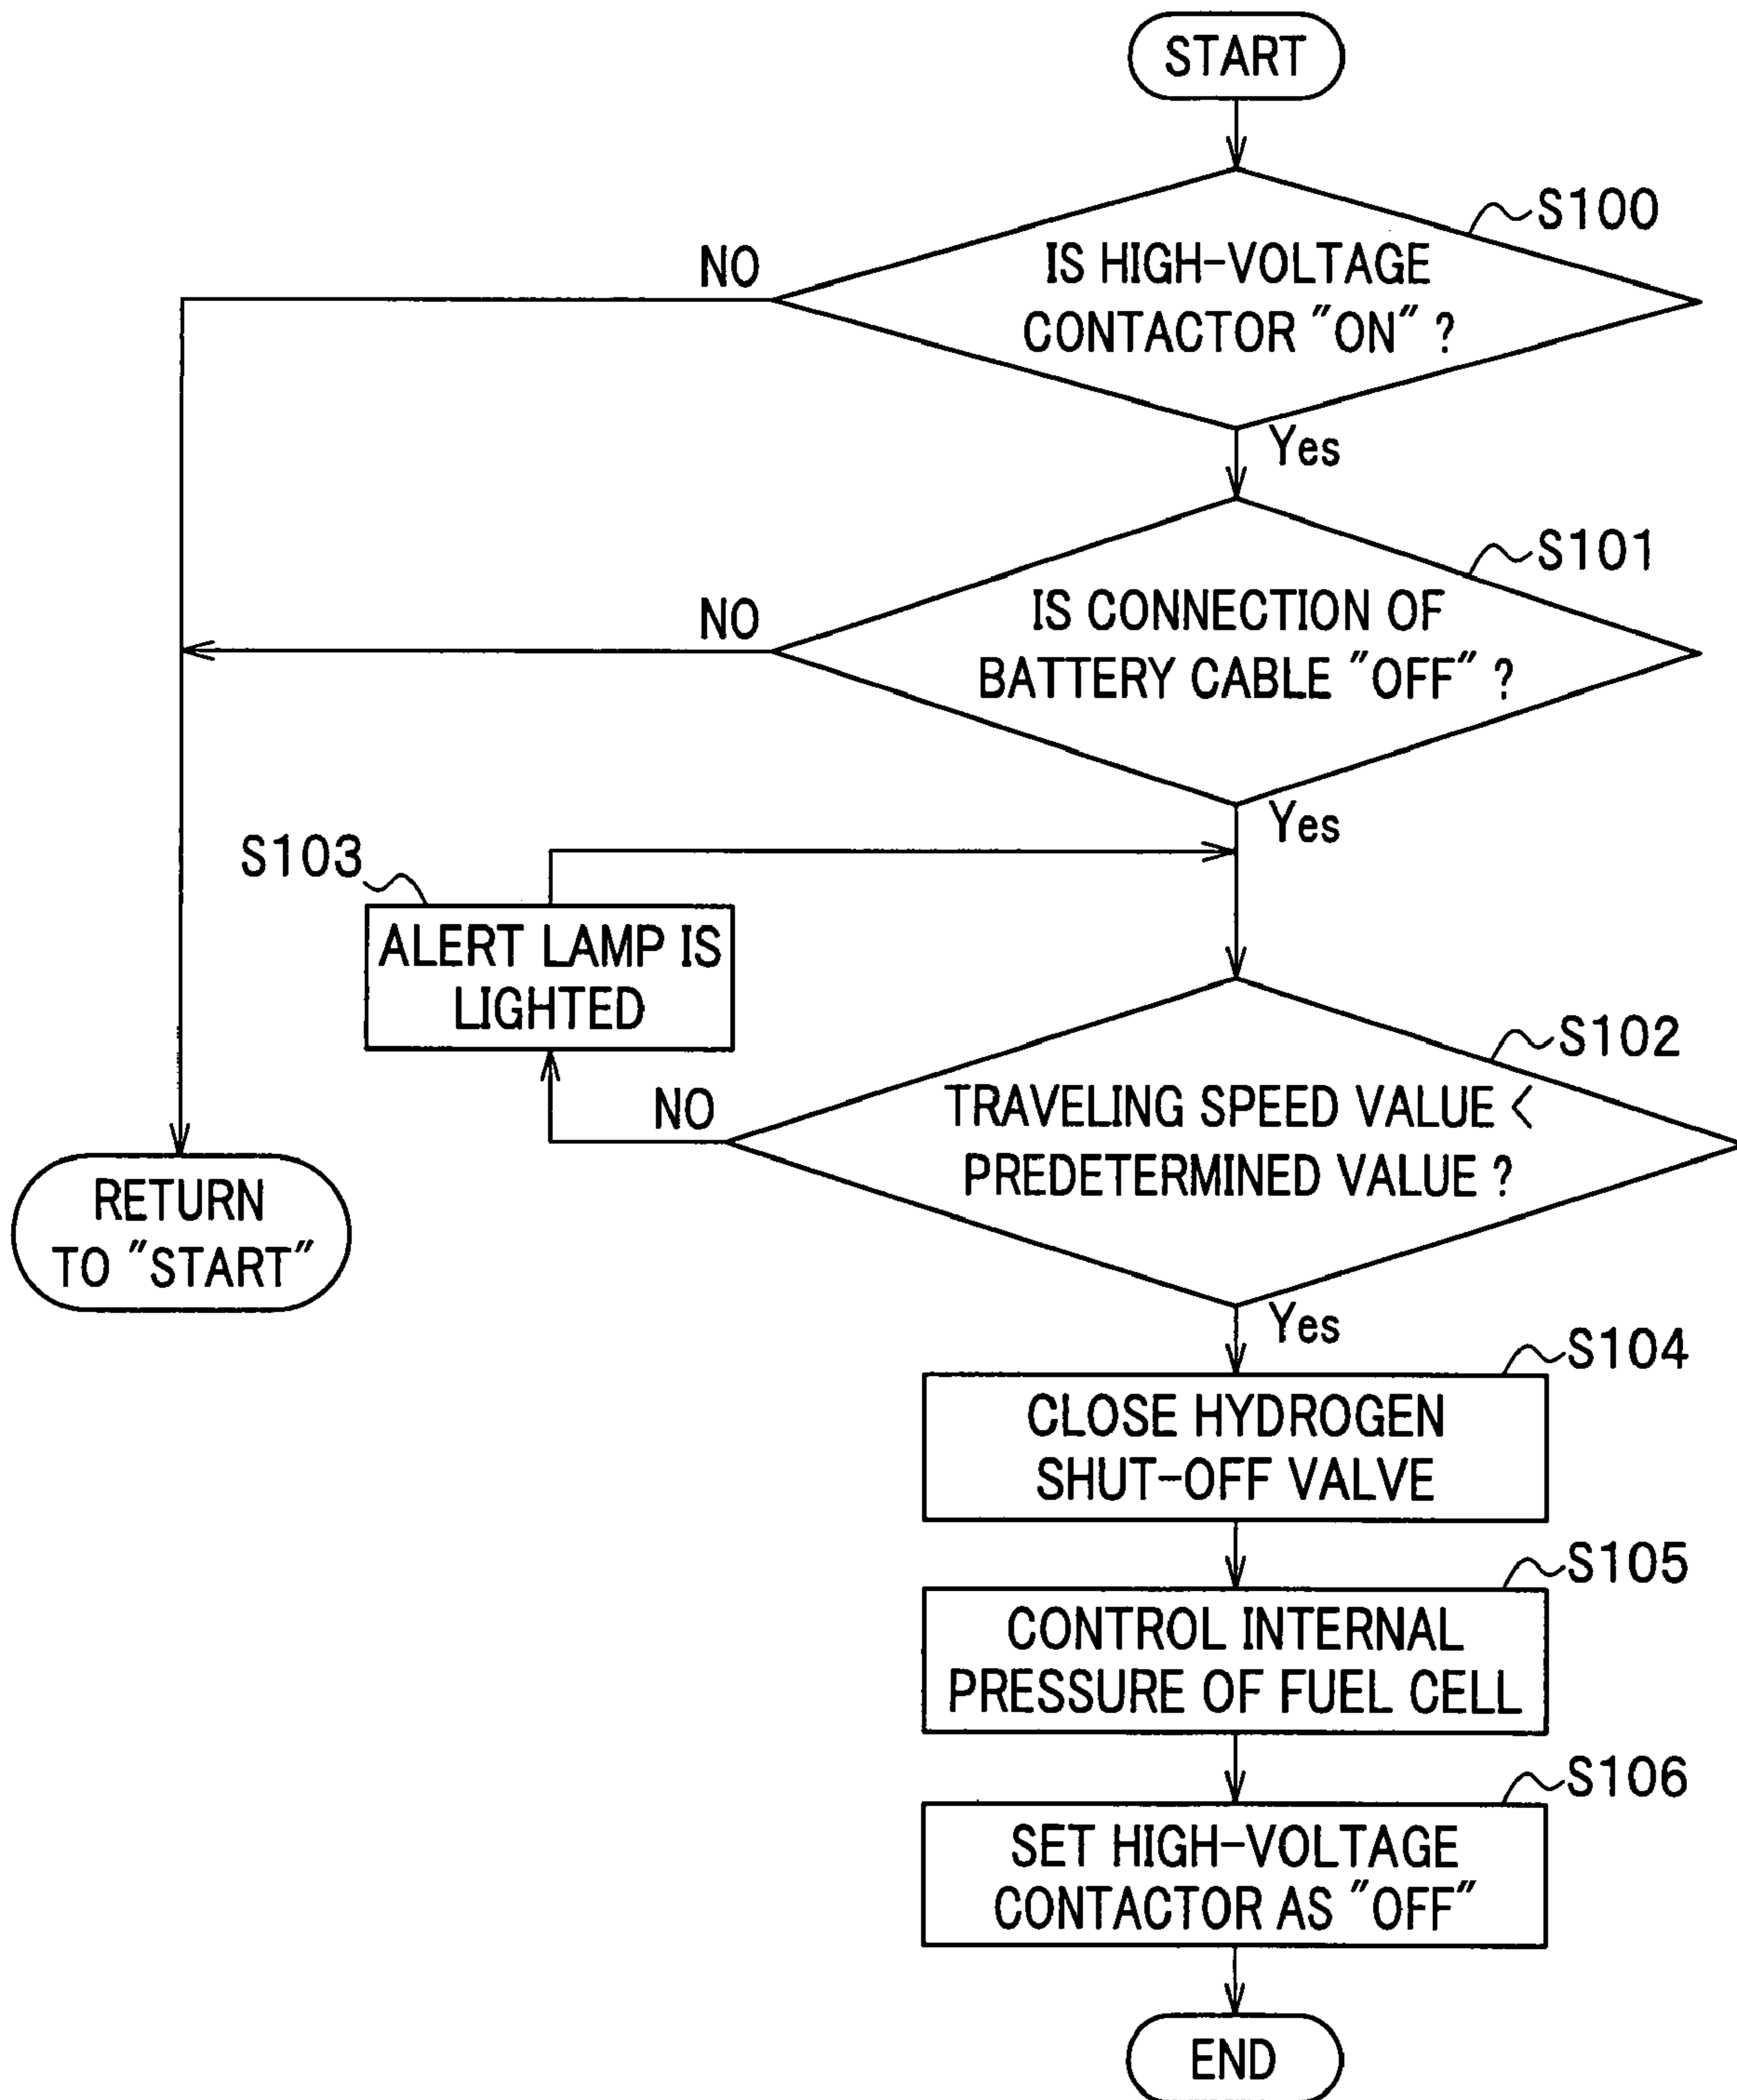 START
S100
IS HIGH-VOLTAGE
CONTACTOR "ON" ?
NO
Yes
S101
IS CONNECTION OF
BATTERY CABLE "OFF" ?
NO
Yes
S103
ALERT LAMP IS
LIGHTED
S102
TRAVELING SPEED VALUE <
PREDETERMINED VALUE ?
NO
Yes
RETURN
TO "START"
S104
CLOSE HYDROGEN
SHUT-OFF VALVE
S105
CONTROL INTERNAL
PRESSURE OF FUEL CELL
S106
SET HIGH-VOLTAGE
CONTACTOR AS "OFF"
END